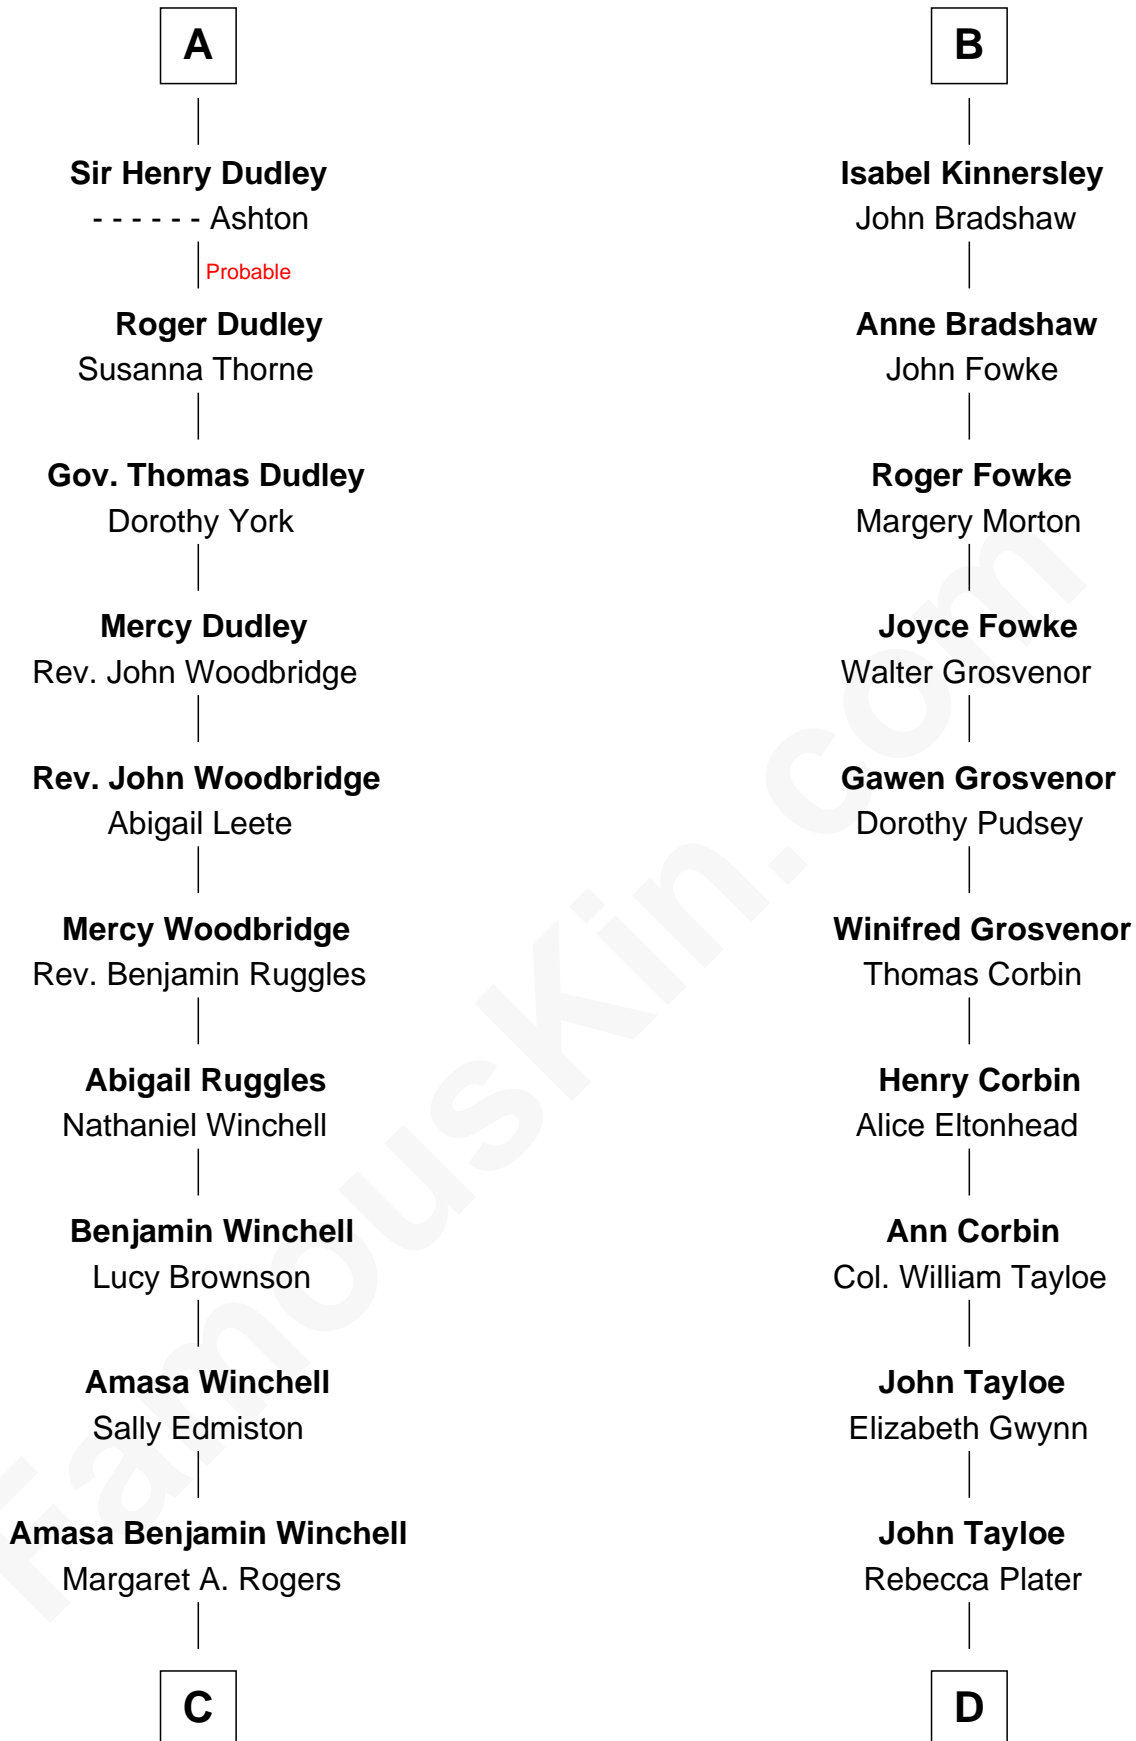 A
Sir Henry Dudley
- - - - - - Ashton
Probable
Roger Dudley
Susanna Thorne
Gov. Thomas Dudley
Dorothy York
Mercy Dudley
Rev. John Woodbridge
Rev. John Woodbridge
Abigail Leete
Mercy Woodbridge
Rev. Benjamin Ruggles
Abigail Ruggles
Nathaniel Winchell
Benjamin Winchell
Lucy Brownson
Amasa Winchell
Sally Edmiston
Amasa Benjamin Winchell
Margaret A. Rogers
C
B
Isabel Kinnersley
John Bradshaw
Anne Bradshaw
John Fowke
Roger Fowke
Margery Morton
Joyce Fowke
Walter Grosvenor
Gawen Grosvenor
Dorothy Pudsey
Winifred Grosvenor
Thomas Corbin
Henry Corbin
Alice Eltonhead
Ann Corbin
Col. William Tayloe
John Tayloe
Elizabeth Gwynn
John Tayloe
Rebecca Plater
D
FamousKin.com